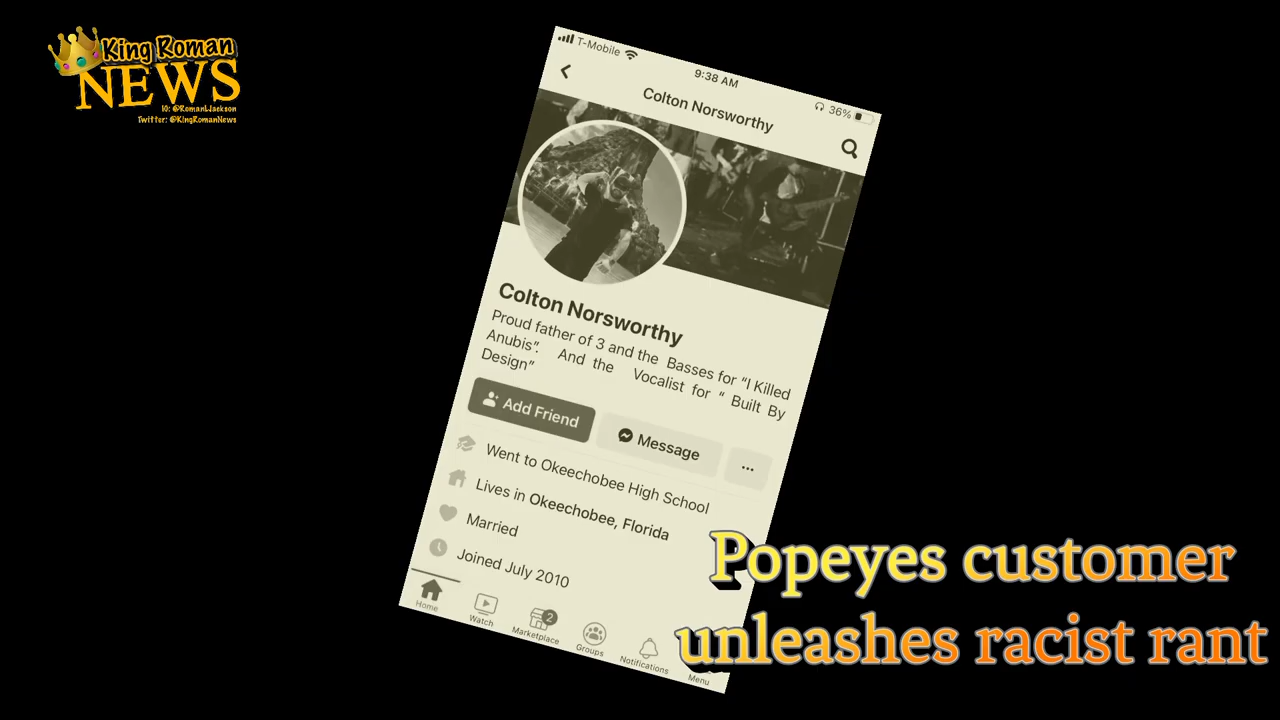 King Roman
NEWS
IG: @RomanLJackson
Twitter: @KingRomanNews
T-Mobile
9:38 AM
36%
Colton Norsworthy
Colton Norsworthy
Proud father of 3 and the Basses for “I Killed
Anubis”. And the Vocalist for “ Built By
Design”
Add Friend
Message
Went to Okeechobee High School
Lives in Okeechobee, Florida
Married
Joined July 2010
Home
Watch
Marketplace
2
Groups
Notifications
Menu
Popeyes customer
unleashes racist rant